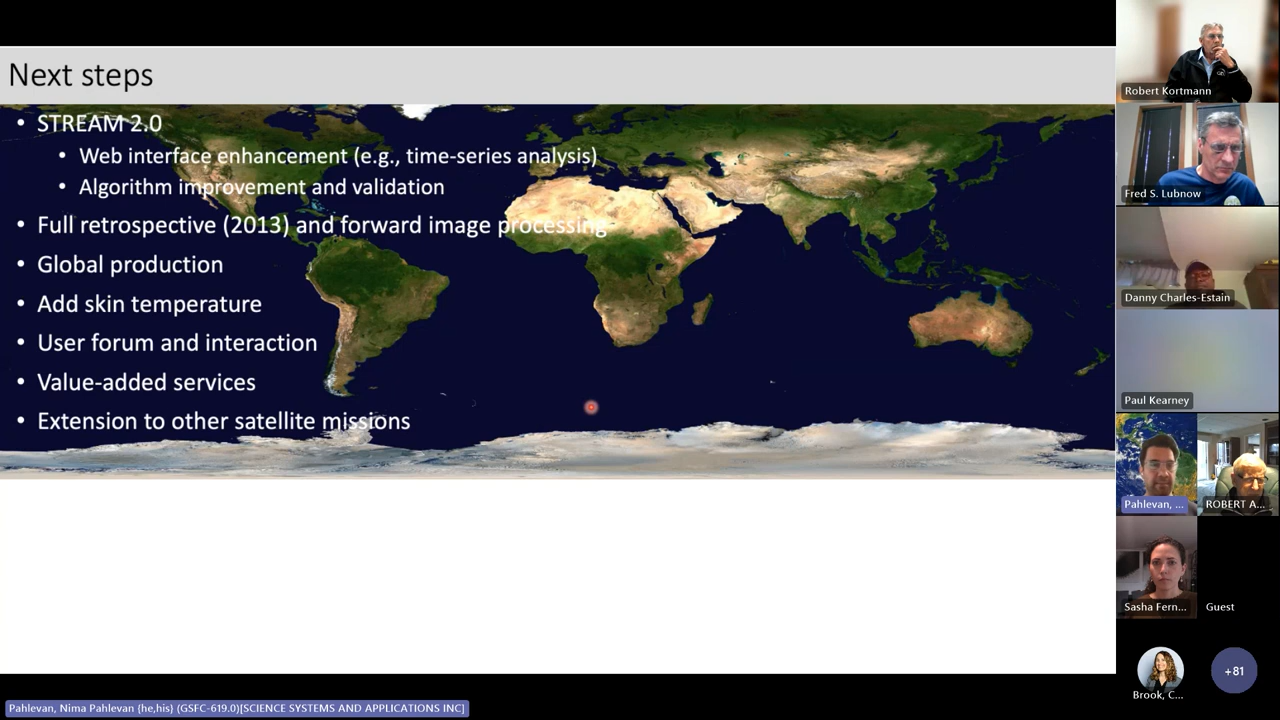 Next steps
• STREAM 2.0
• Web interface enhancement (e.g., time-series analysis)
• Algorithm improvement and validation
• Full retrospective (2013) and forward image processing
• Global production
• Add skin temperature
• User forum and interaction
• Value-added services
• Extension to other satellite missions
Robert Kortmann
Fred S. Lubnow
Danny Charles-Estain
Paul Kearney
Pahlevan, ...
ROBERT A...
Sasha Fern...
Guest
Brook, C...
+81
Pahlevan, Nima Pahlevan (he,his) (GSFC-619.0)[SCIENCE SYSTEMS AND APPLICATIONS INC]